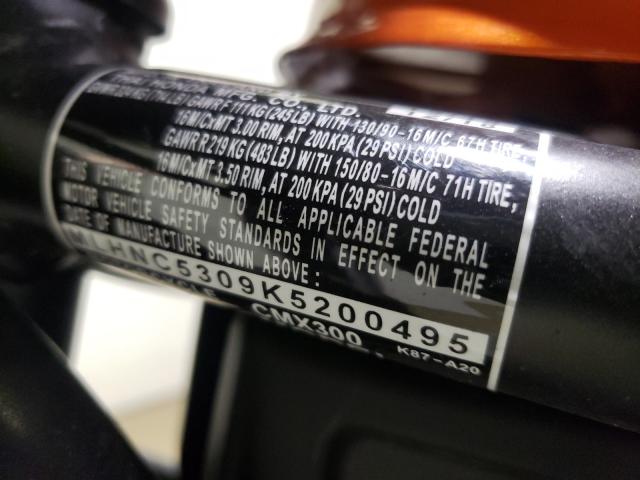 THAI HONDA MFG. CO., LTD.
GAWR F 111KG (245 LB) WITH 130/90-16 M/C 67H TIRE,
16M/CxMT 3.00 RIM, AT 200 KPA (29 PSI) COLD
GAWR R 219 KG (483 LB) WITH 150/80-16 M/C 71H TIRE,
16M/CxMT 3.50 RIM, AT 200 KPA (29 PSI) COLD
THIS VEHICLE CONFORMS TO ALL APPLICABLE FEDERAL
MOTOR VEHICLE SAFETY STANDARDS IN EFFECT ON THE
DATE OF MANUFACTURE SHOWN ABOVE:
MLHNC5309K5200495
CMX300
K87-A20